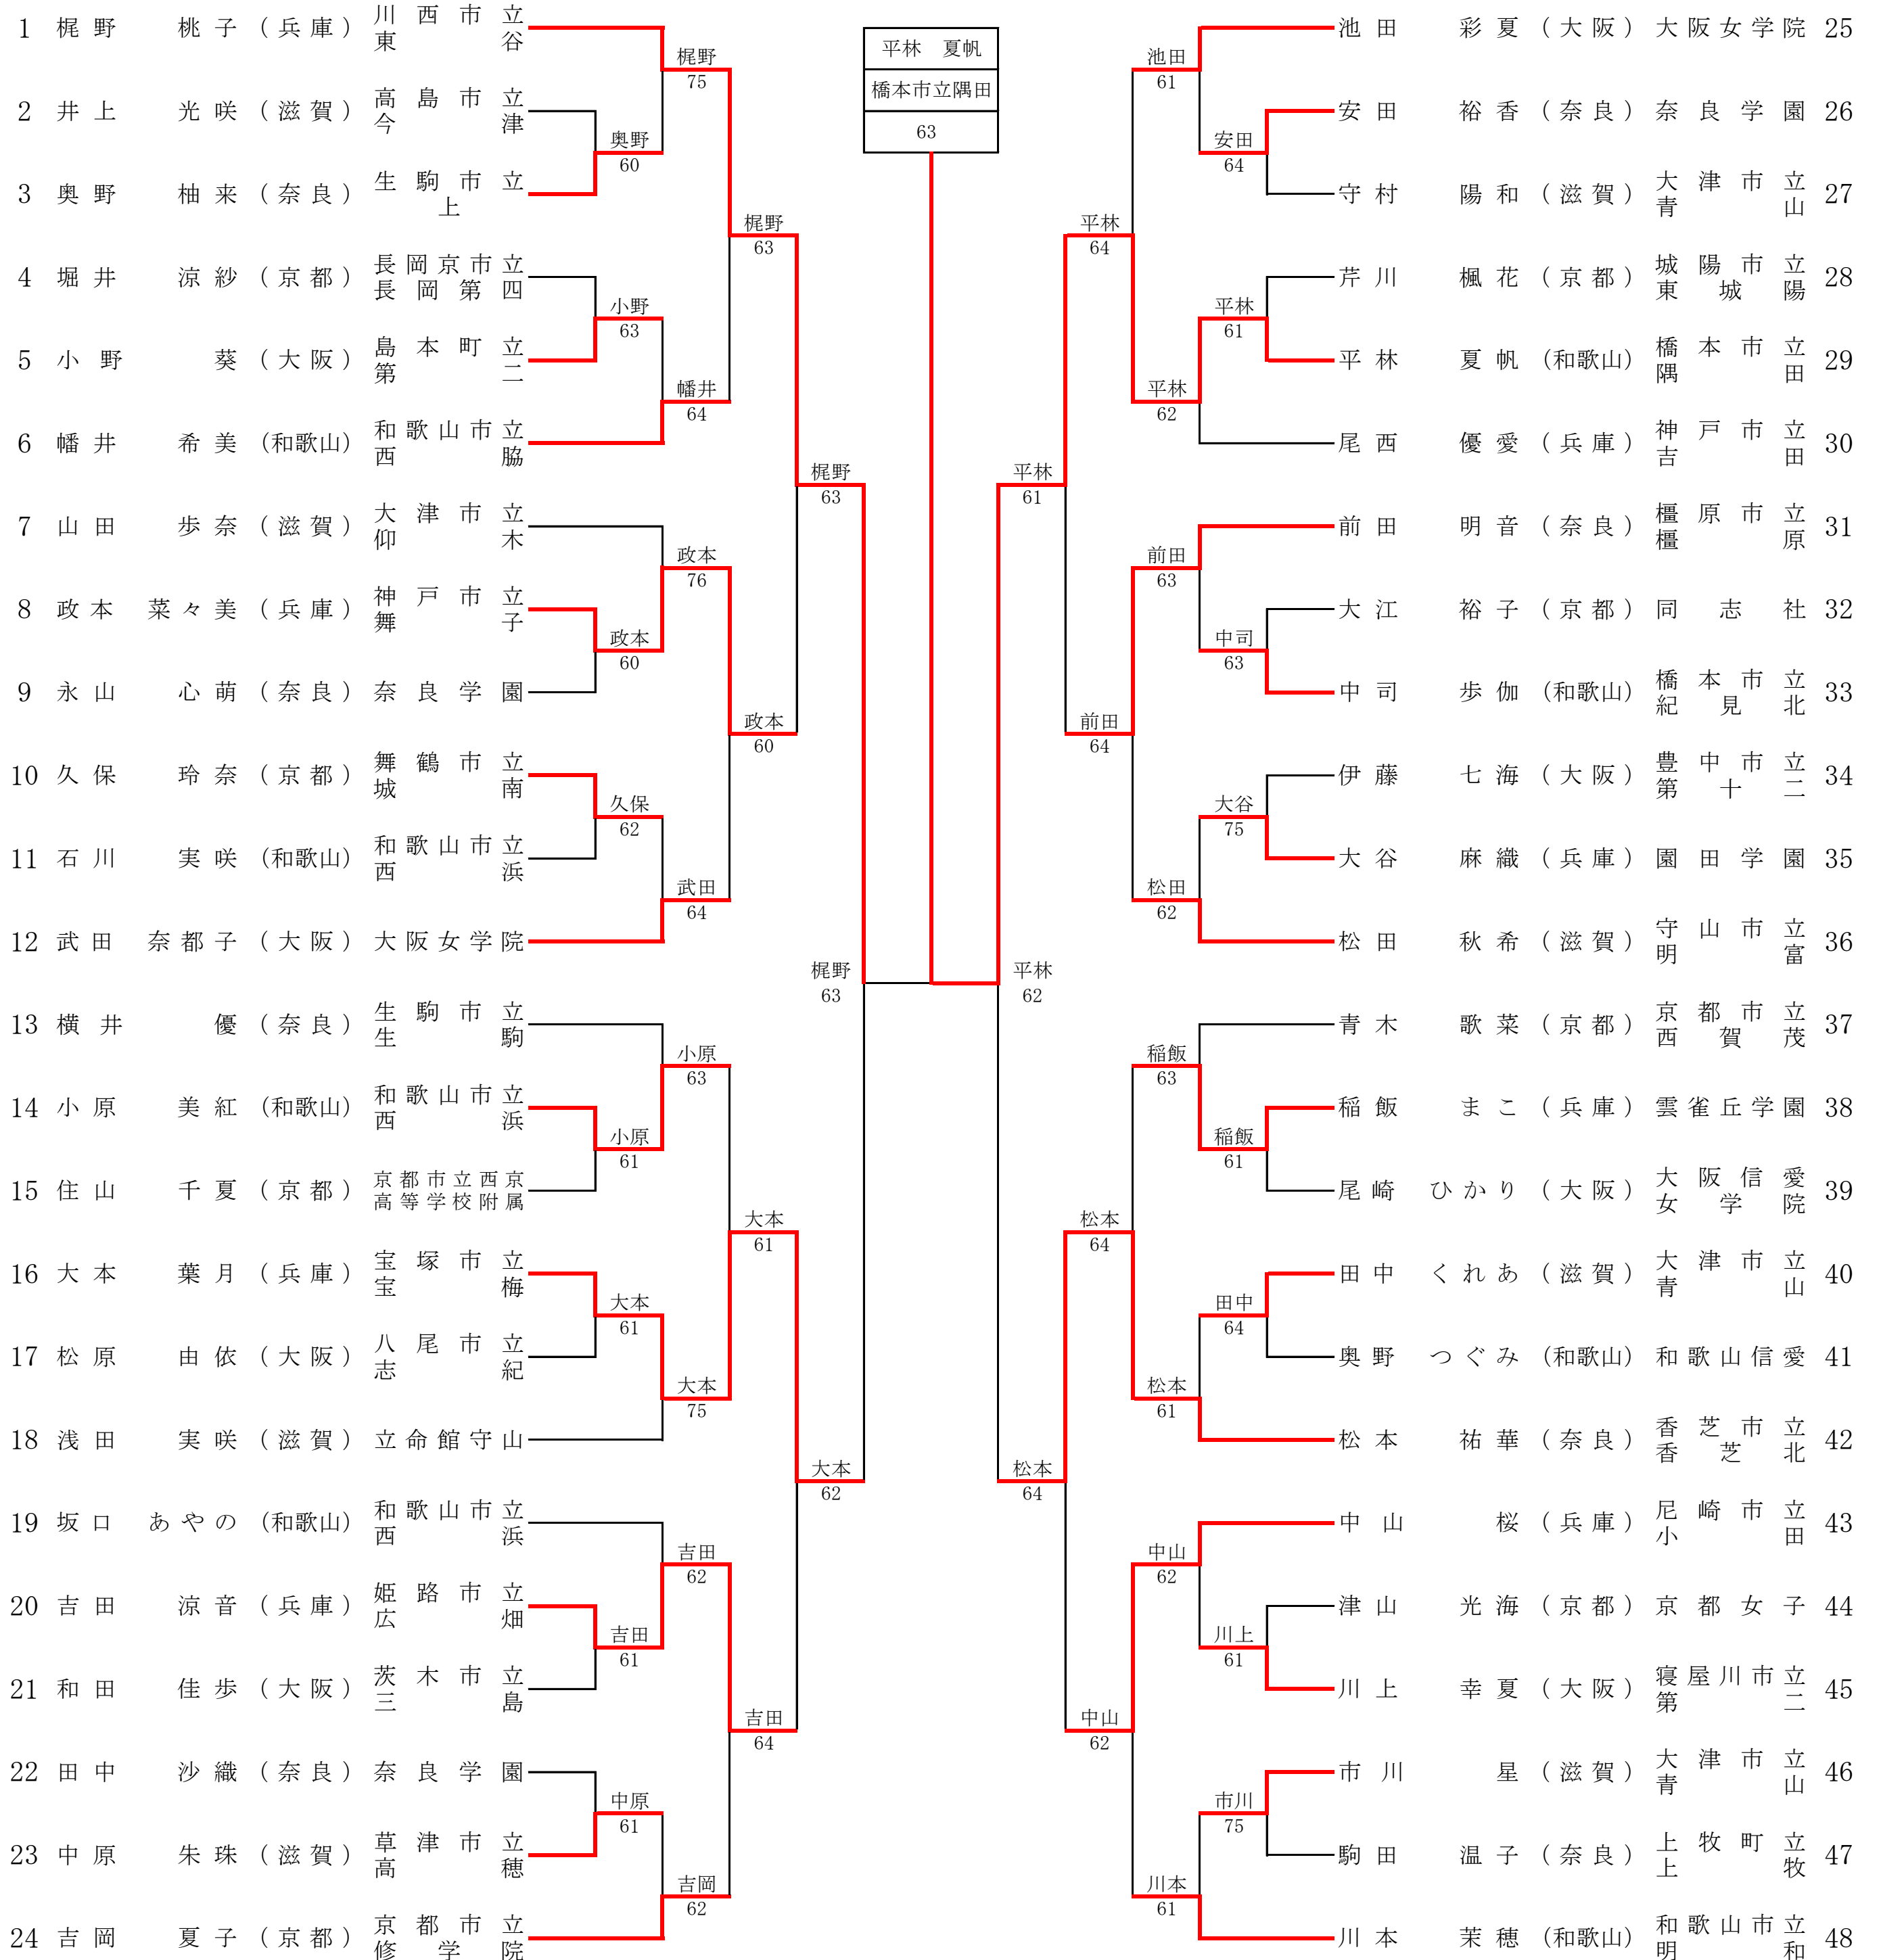 平林 夏帆
橋本市立隅田
63
1 梶野 桃子 (兵庫) 川西市立
東谷
2 井上 光咲 (滋賀) 高島市立
今津
3 奥野 柚来 (奈良) 生駒市立
上
4 堀井 涼紗 (京都) 長岡京市立
長岡第四
5 小野 葵 (大阪) 島本町立
第二
6 幡井 希美 (和歌山) 和歌山市立
西脇
7 山田 歩奈 (滋賀) 大津市立
仰木
8 政本 菜々美 (兵庫) 神戸市立
舞子
9 永山 心萌 (奈良) 奈良学園
10 久保 玲奈 (京都) 舞鶴市立
城南
11 石川 実咲 (和歌山) 和歌山市立
西浜
12 武田 奈都子 (大阪) 大阪女学院
13 横井 優 (奈良) 生駒市立
生駒
14 小原 美紅 (和歌山) 和歌山市立
西浜
15 住山 千夏 (京都) 京都市立西京
高等学校附属
16 大本 葉月 (兵庫) 宝塚市立
宝梅
17 松原 由依 (大阪) 八尾市立
志紀
18 浅田 実咲 (滋賀) 立命館守山
19 坂口 あやの (和歌山) 和歌山市立
西浜
20 吉田 涼音 (兵庫) 姫路市立
広畑
21 和田 佳歩 (大阪) 茨木市立
三島
22 田中 沙織 (奈良) 奈良学園
23 中原 朱珠 (滋賀) 草津市立
高穂
24 吉岡 夏子 (京都) 京都市立
修学院
奥野
60
小野
63
政本
60
久保
62
小原
61
大本
61
吉田
61
中原
61
梶野
75
幡井
64
政本
76
武田
64
小原
63
大本
75
吉田
62
吉岡
62
梶野
63
政本
60
大本
61
吉田
64
梶野
63
大本
62
梶野
63
平林
62
平林
61
松本
64
平林
64
前田
64
松本
64
中山
62
池田
61
平林
62
前田
63
松田
62
稲飯
63
松本
61
中山
62
川本
61
安田
64
平林
61
中司
63
大谷
75
稲飯
61
田中
64
川上
61
市川
75
池田 彩夏 (大阪) 大阪女学院 25
安田 裕香 (奈良) 奈良学園 26
守村 陽和 (滋賀) 大津市立
青山 27
芹川 楓花 (京都) 城陽市立
東城陽 28
平林 夏帆 (和歌山) 橋本市立
隅田 29
尾西 優愛 (兵庫) 神戸市立
吉田 30
前田 明音 (奈良) 橿原市立
橿原 31
大江 裕子 (京都) 同志社 32
中司 歩伽 (和歌山) 橋本市立
紀見北 33
伊藤 七海 (大阪) 豊中市立
第十二 34
大谷 麻織 (兵庫) 園田学園 35
松田 秋希 (滋賀) 守山市立
明富 36
青木 歌菜 (京都) 京都市立
西賀茂 37
稲飯 まこ (兵庫) 雲雀丘学園 38
尾崎 ひかり (大阪) 大阪信愛
女学院 39
田中 くれあ (滋賀) 大津市立
青山 40
奥野 つぐみ (和歌山) 和歌山信愛 41
松本 祐華 (奈良) 香芝市立
香芝北 42
中山 桜 (兵庫) 尼崎市立
小田 43
津山 光海 (京都) 京都女子 44
川上 幸夏 (大阪) 寝屋川市立
第二 45
市川 星 (滋賀) 大津市立
青山 46
駒田 温子 (奈良) 上牧町立
上牧 47
川本 茉穂 (和歌山) 和歌山市立
明和 48